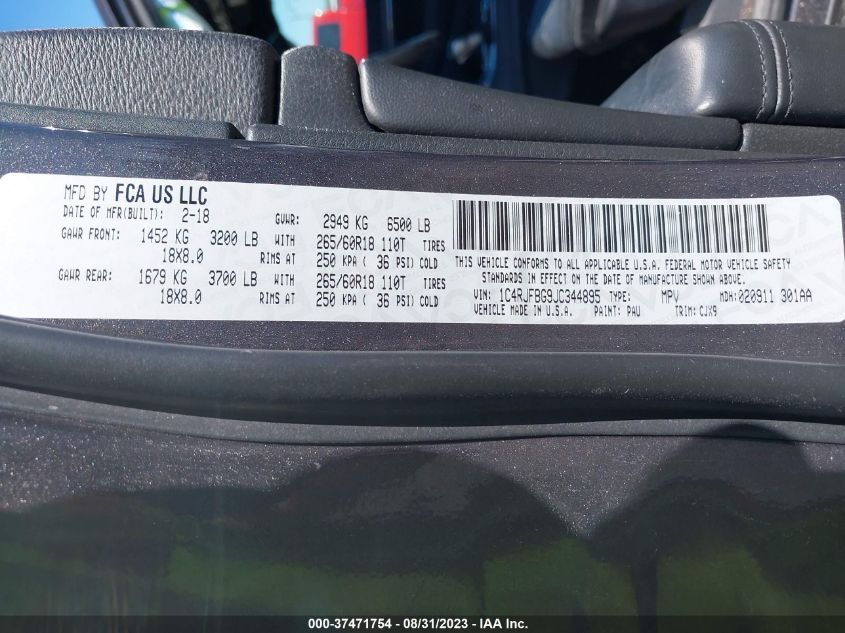 MFD BY FCA US LLC
DATE OF MFR(BUILT): 2-18 GVWR: 2949 KG 6500 LB
GAWR FRONT: 1452 KG 3200 LB WITH 265/60R18 110T TIRES
18X8.0 RIMS AT 250 KPA ( 36 PSI) COLD
GAWR REAR: 1679 KG 3700 LB WITH 265/60R18 110T TIRES
18X8.0 RIMS AT 250 KPA ( 36 PSI) COLD
THIS VEHICLE CONFORMS TO ALL APPLICABLE U.S.A. FEDERAL MOTOR VEHICLE SAFETY
STANDARDS IN EFFECT ON THE DATE OF MANUFACTURE SHOWN ABOVE.
VIN: 1C4RJFBG9JC344895 TYPE: MPV MDH: 020911 301AA
VEHICLE MADE IN U.S.A. PAINT: PAU TRIM: CJX9
000-37471754 - 08/31/2023 - IAA Inc.